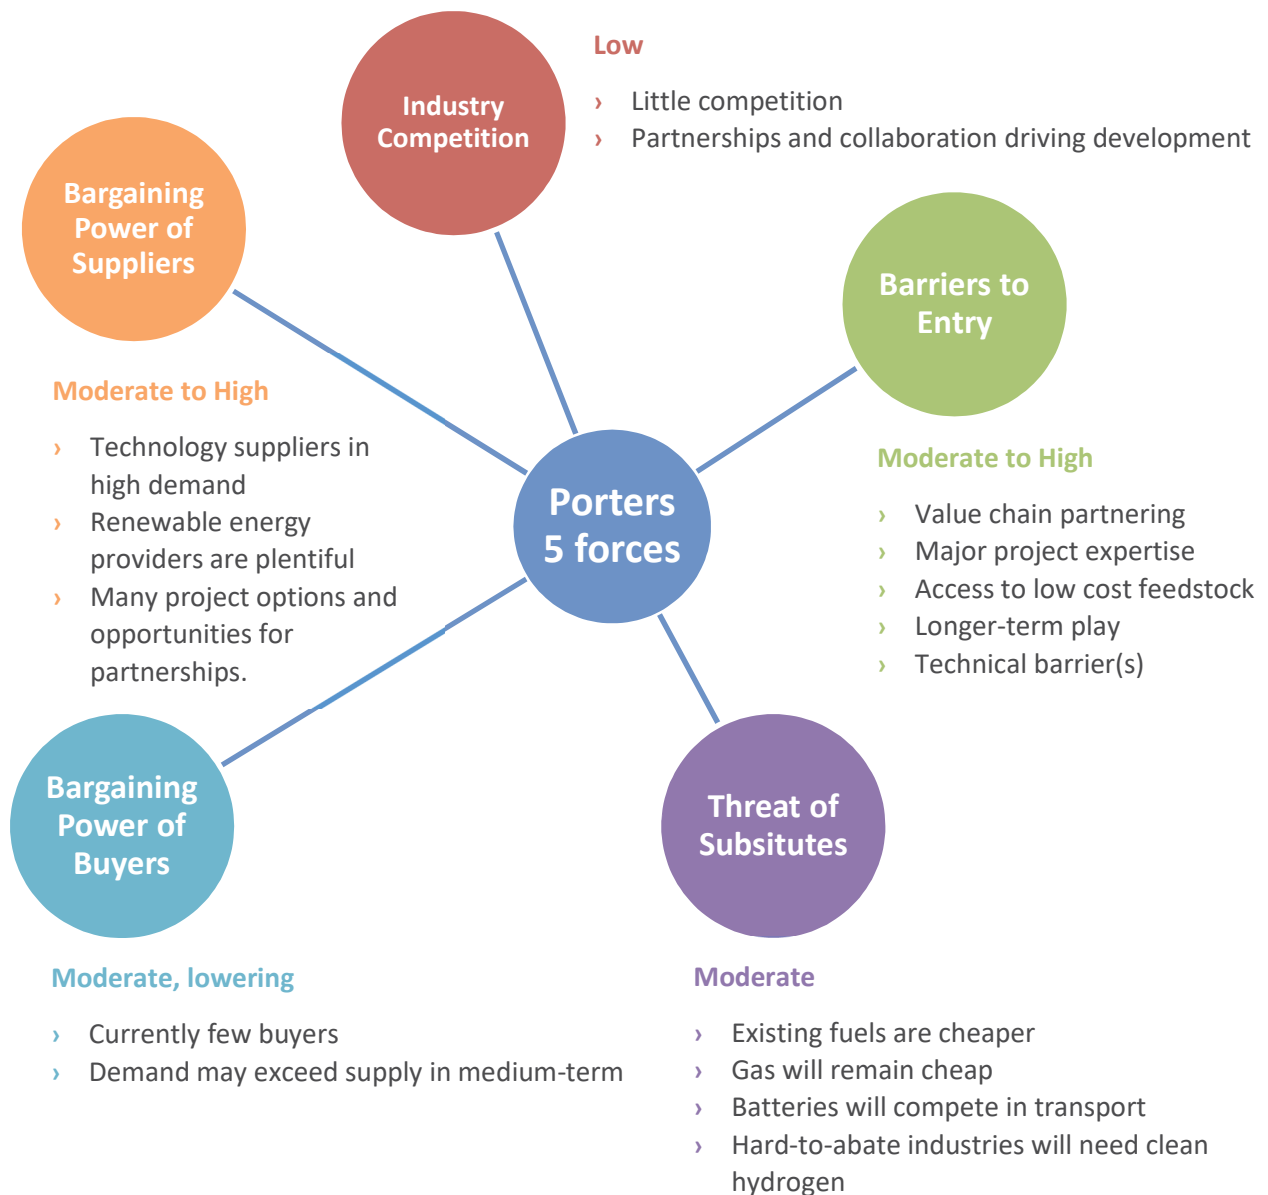 Industry
Competition
Low
› Little competition
› Partnerships and collaboration driving development
Bargaining
Power of
Suppliers
Moderate to High
› Technology suppliers in
high demand
› Renewable energy
providers are plentiful
› Many project options and
opportunities for
partnerships.
Barriers to
Entry
Moderate to High
› Value chain partnering
› Major project expertise
› Access to low cost feedstock
› Longer-term play
› Technical barrier(s)
Porters
5 forces
Bargaining
Power of
Buyers
Moderate, lowering
› Currently few buyers
› Demand may exceed supply in medium-term
Threat of
Subsitutes
Moderate
› Existing fuels are cheaper
› Gas will remain cheap
› Batteries will compete in transport
› Hard-to-abate industries will need clean
hydrogen